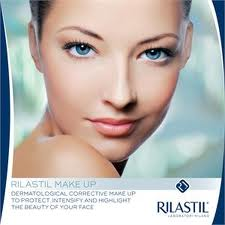 RILASTIL MAKE UP
DERMATOLOGICAL CORRECTIVE MAKE UP
TO PROTECT INTENSIFY AND HIGHLIGHT
THE BEAUTY OF YOUR FACE
RILASTIL
LABORATORI MILANO